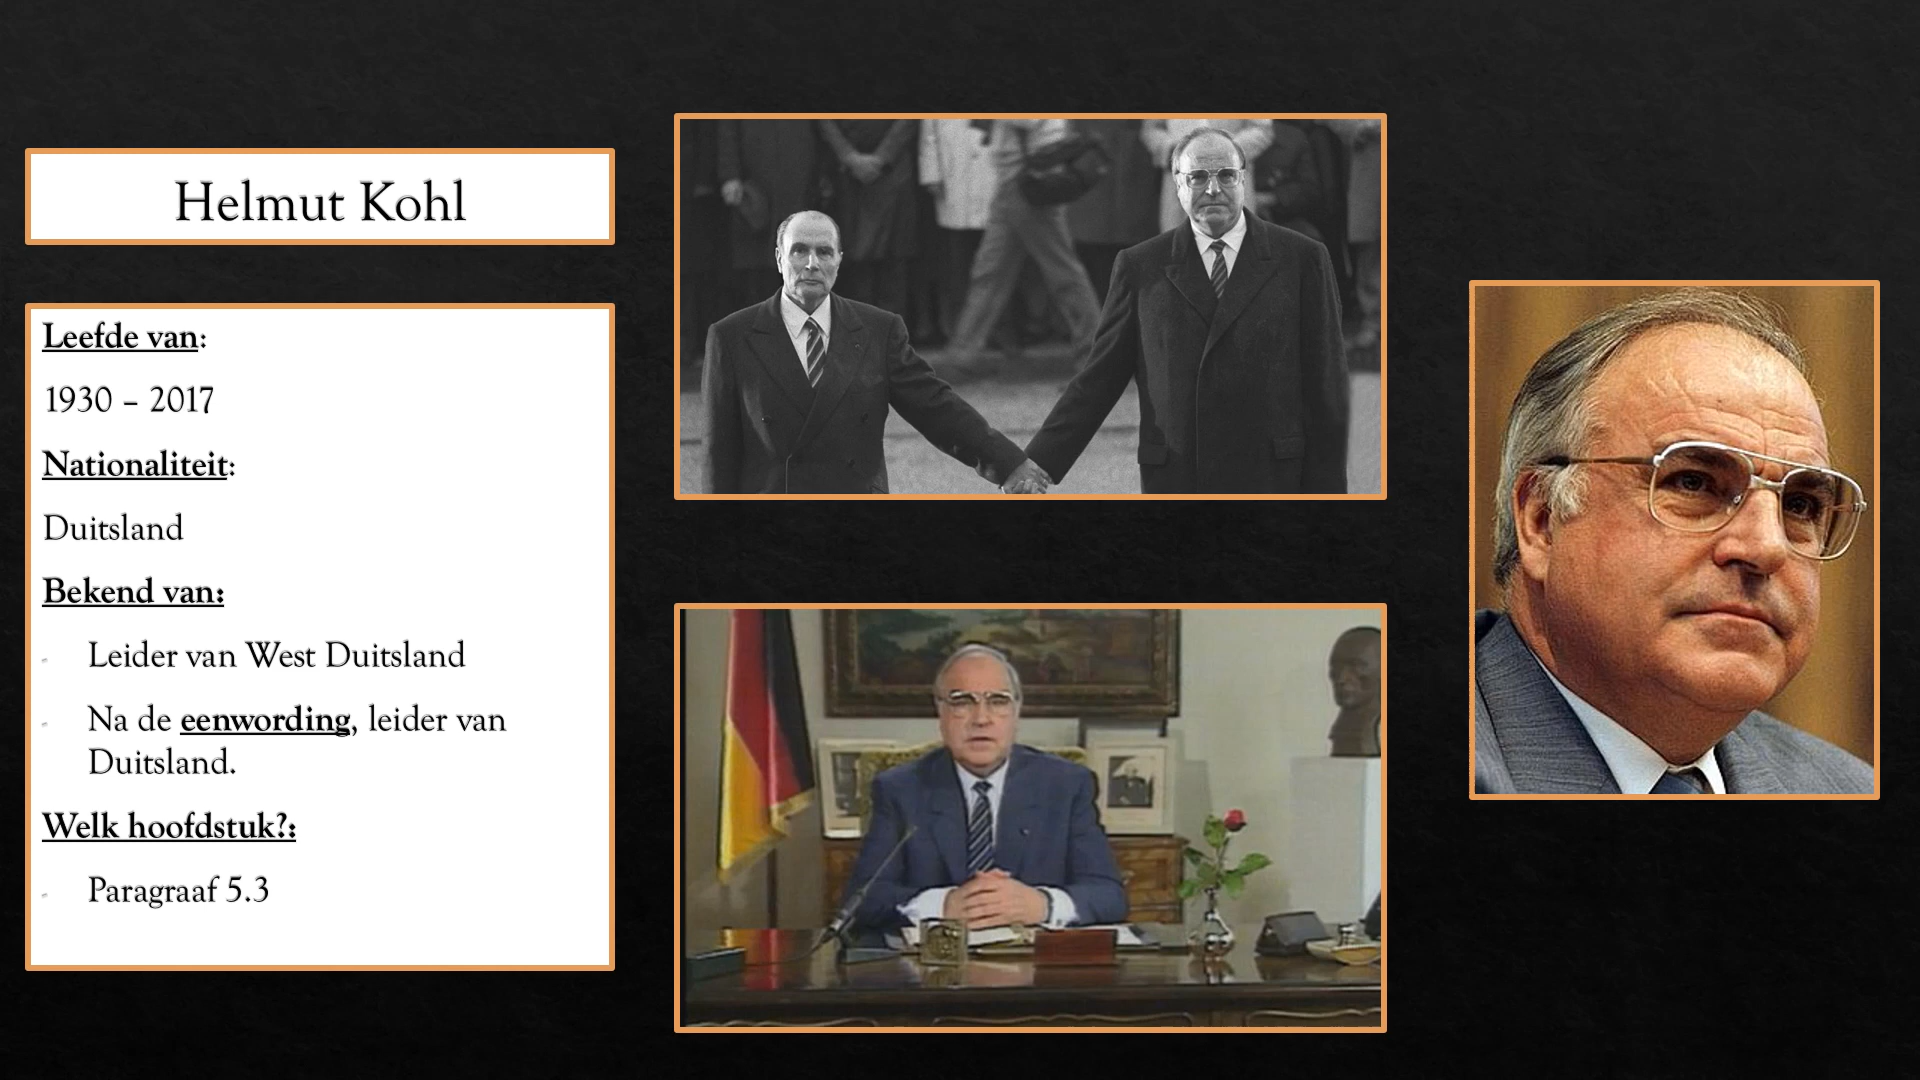 Helmut Kohl
Leefde van:
1930 – 2017
Nationaliteit:
Duitsland
Bekend van:
- Leider van West Duitsland
- Na de eenwording, leider van
Duitsland.
Welk hoofdstuk?:
- Paragraaf 5.3